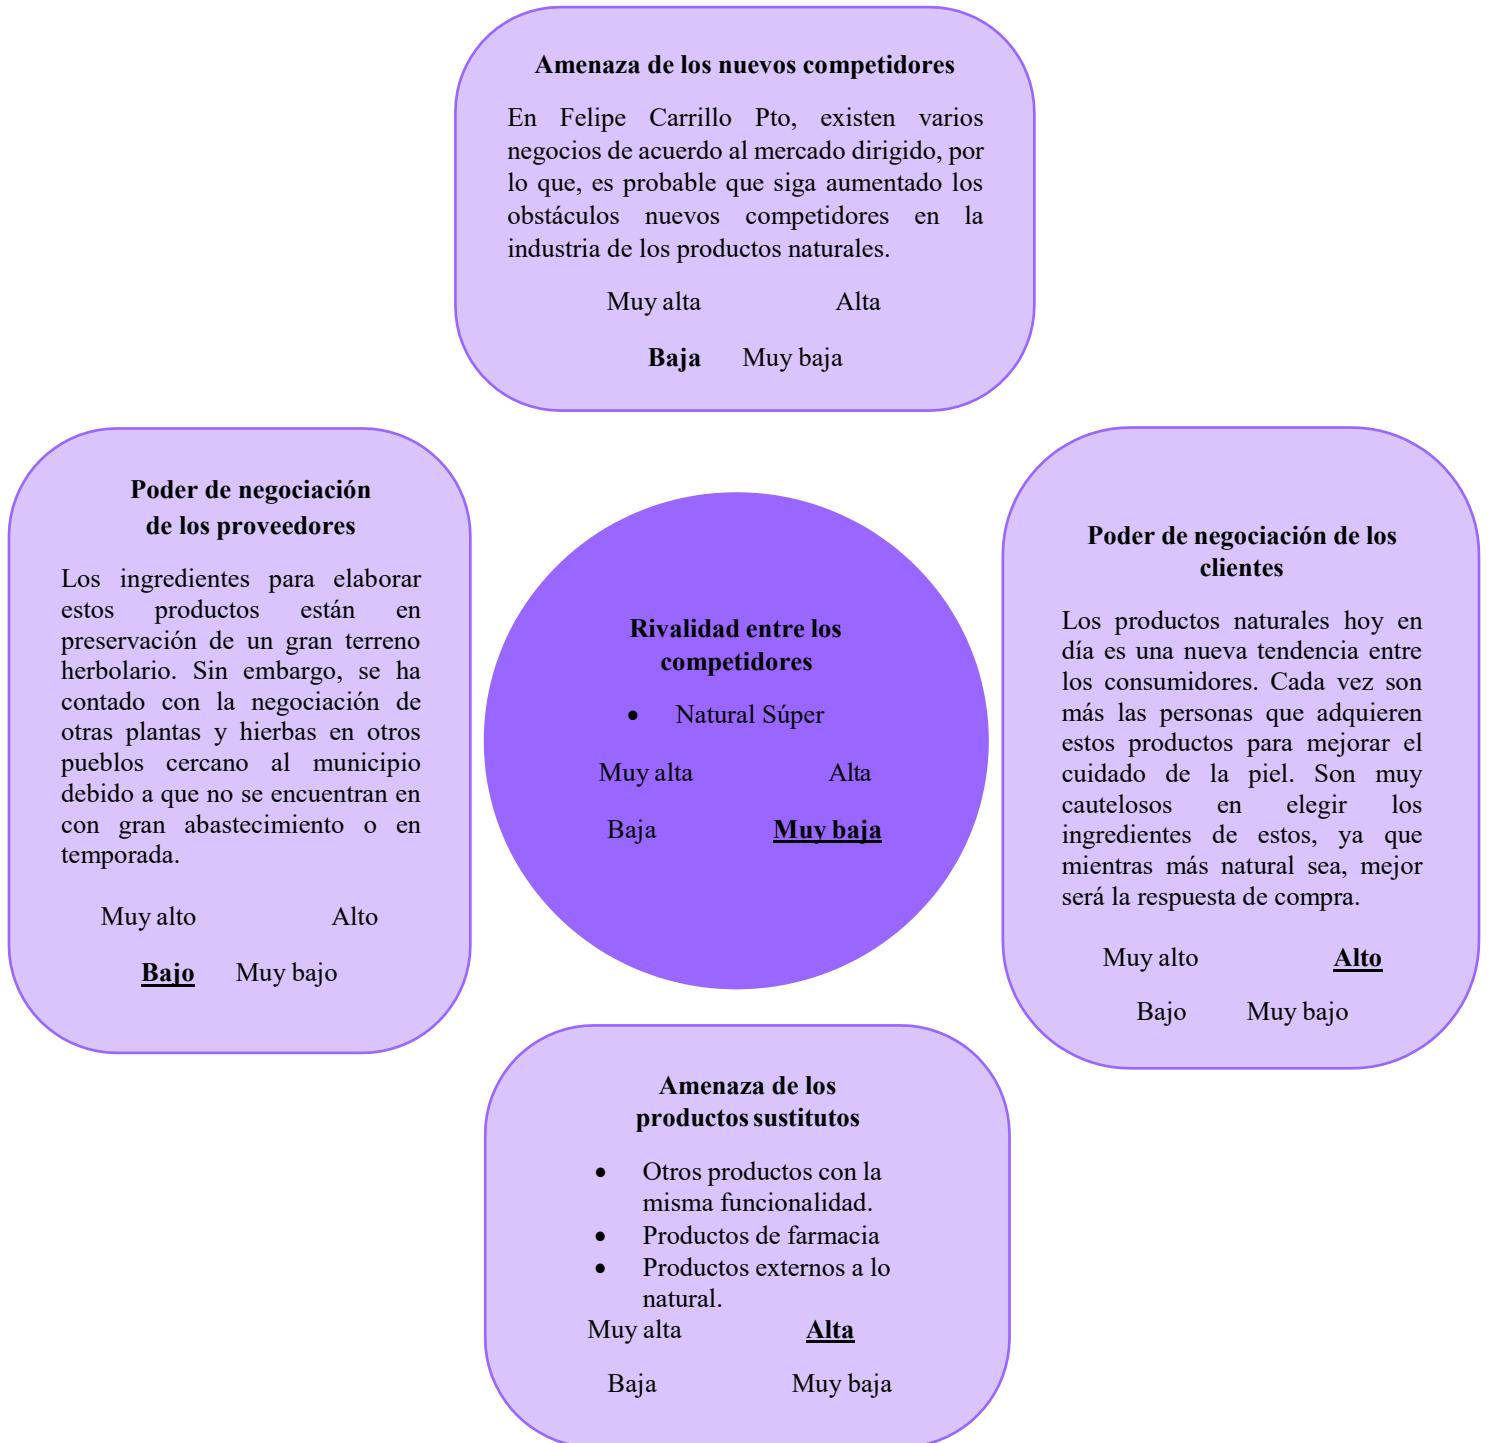 Amenaza de los nuevos competidores
En Felipe Carrillo Pto, existen varios
negocios de acuerdo al mercado dirigido, por
lo que, es probable que siga aumentado los
obstáculos nuevos competidores en la
industria de los productos naturales.
Muy alta Alta
Baja Muy baja
Poder de negociación
de los proveedores
Los ingredientes para elaborar
estos productos están en
preservación de un gran terreno
herbolario. Sin embargo, se ha
contado con la negociación de
otras plantas y hierbas en otros
pueblos cercano al municipio
debido a que no se encuentran en
con gran abastecimiento o en
temporada.
Muy alto Alto
Bajo Muy bajo
Rivalidad entre los
competidores
• Natural Súper
Muy alta Alta
Baja Muy baja
Poder de negociación de los
clientes
Los productos naturales hoy en
día es una nueva tendencia entre
los consumidores. Cada vez son
más las personas que adquieren
estos productos para mejorar el
cuidado de la piel. Son muy
cautelosos en elegir los
ingredientes de estos, ya que
mientras más natural sea, mejor
será la respuesta de compra.
Muy alto Alto
Bajo Muy bajo
Amenaza de los
productos sustitutos
• Otros productos con la
misma funcionalidad.
• Productos de farmacia
• Productos externos a lo
natural.
Muy alta Alta
Baja Muy baja